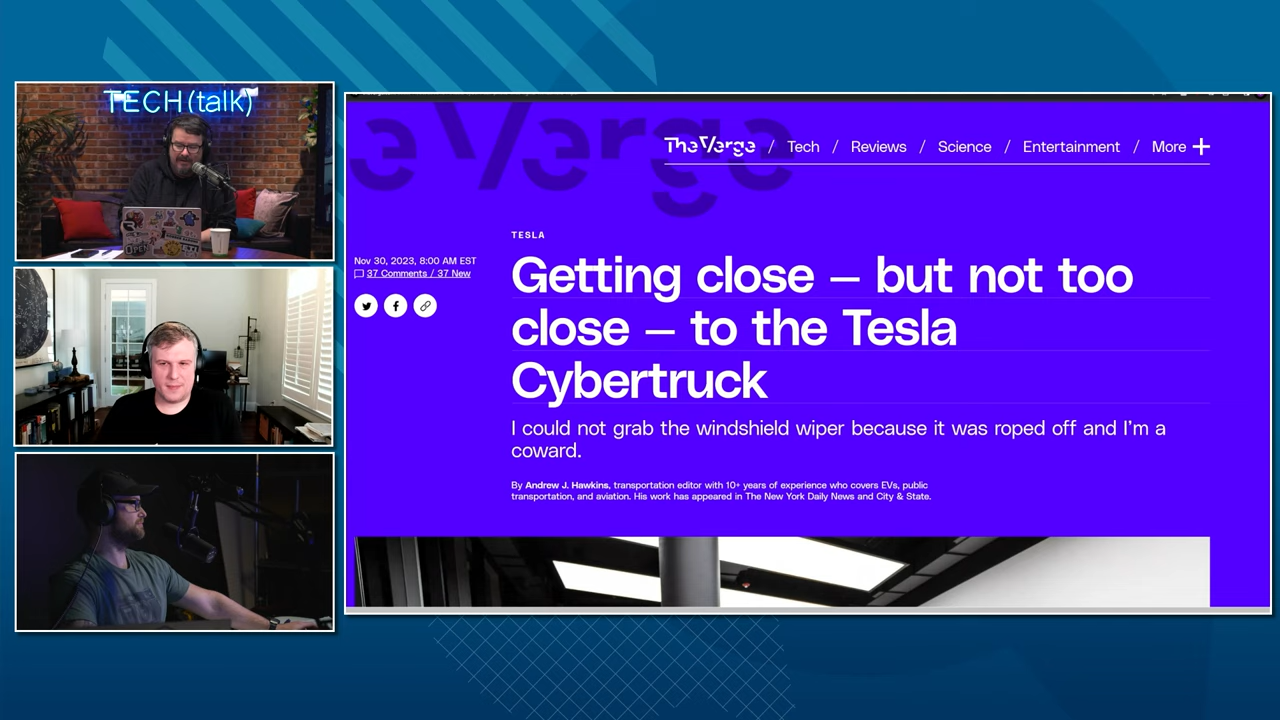 TECH (talk)
OPEN
e Verge
The Verge / Tech / Reviews / Science / Entertainment / More +
TESLA
Nov 30, 2023, 8:00 AM EST
37 Comments / 37 New
Getting close — but not too
close — to the Tesla
Cybertruck
I could not grab the windshield wiper because it was roped off and I'm a
coward.
By Andrew J. Hawkins, transportation editor with 10+ years of experience who covers EVs, public
transportation, and aviation. His work has appeared in The New York Daily News and City & State.